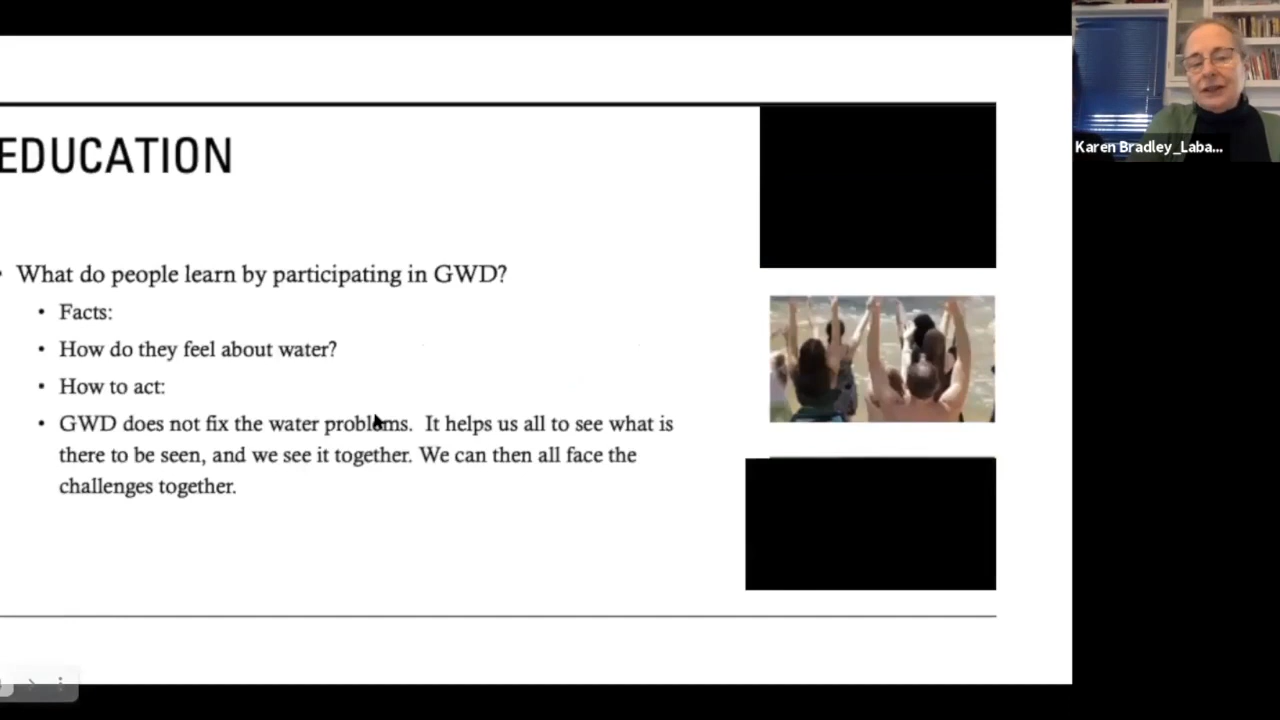 EDUCATION
What do people learn by participating in GWD?
• Facts:
• How do they feel about water?
• How to act:
• GWD does not fix the water problems. It helps us all to see what is
there to be seen, and we see it together. We can then all face the
challenges together.
Karen Bradley_Laba...